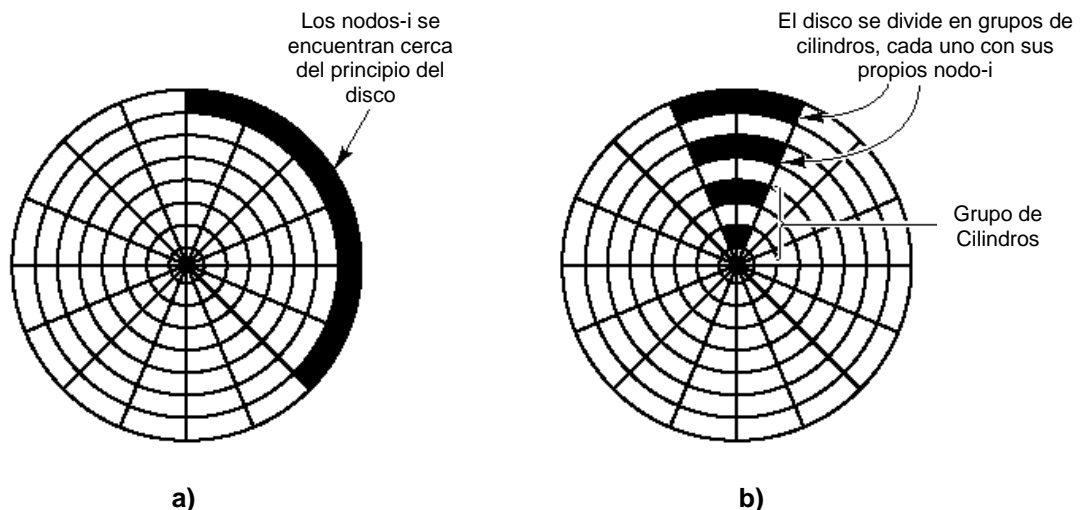 Los nodos-i se
encuentran cerca
del principio del
disco
El disco se divide en grupos de
cilindros, cada uno con sus
propios nodo-i
Grupo de
Cilindros
a)
b)